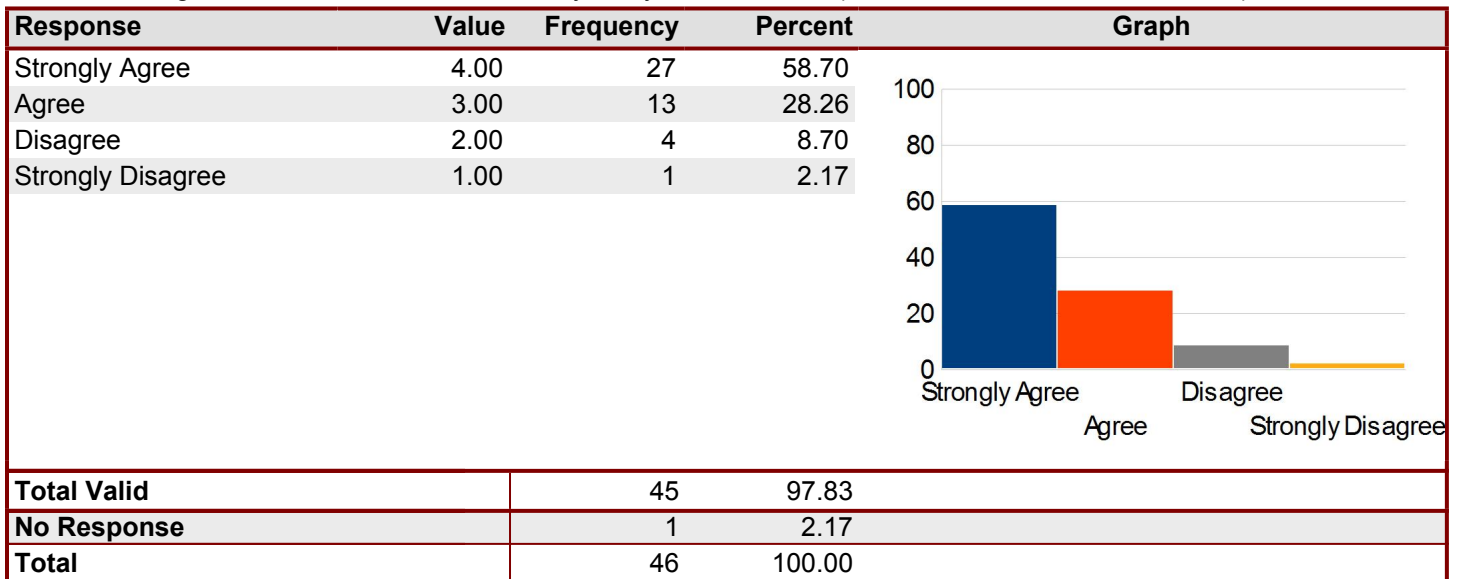 Response Value Frequency Percent Graph
Strongly Agree 4.00 27 58.70
Agree 3.00 13 28.26
Disagree 2.00 4 8.70
Strongly Disagree 1.00 1 2.17
100
80
60
40
20
0
Strongly Agree Disagree
Agree Strongly Disagree
Total Valid 45 97.83
No Response 1 2.17
Total 46 100.00